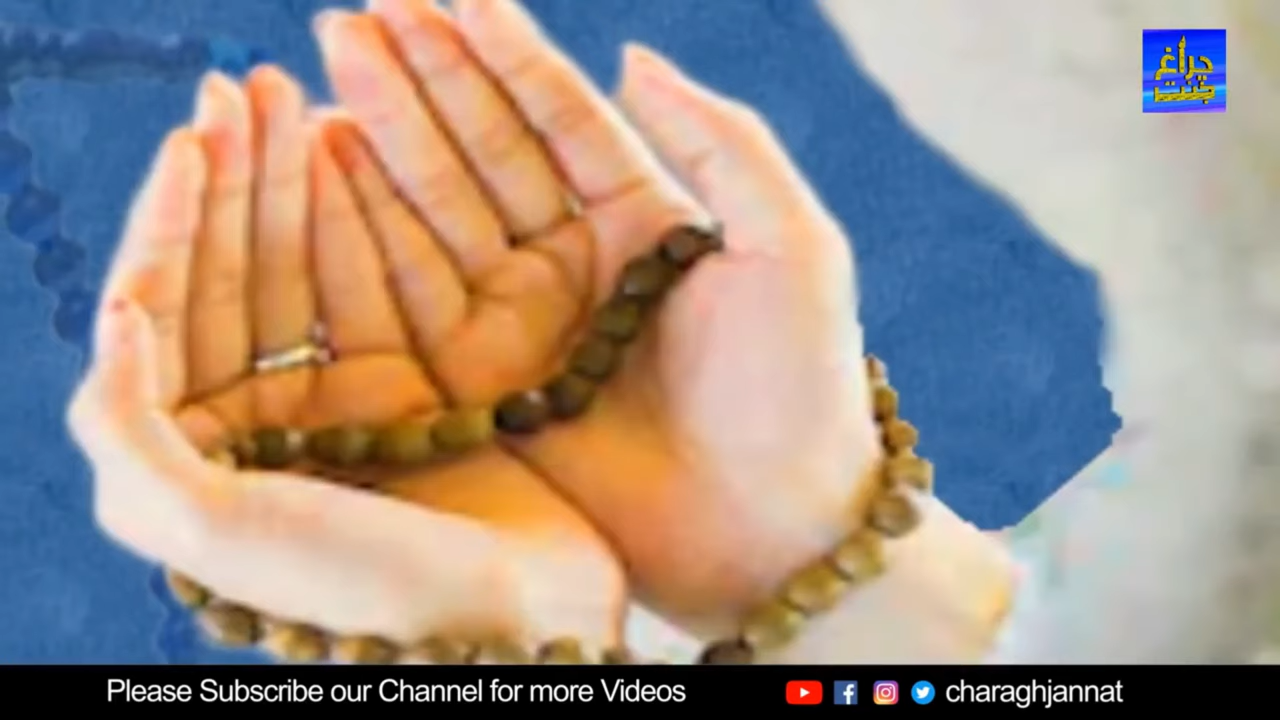 چراغ
جنت
Please Subscribe our Channel for more Videos
charaghjannat